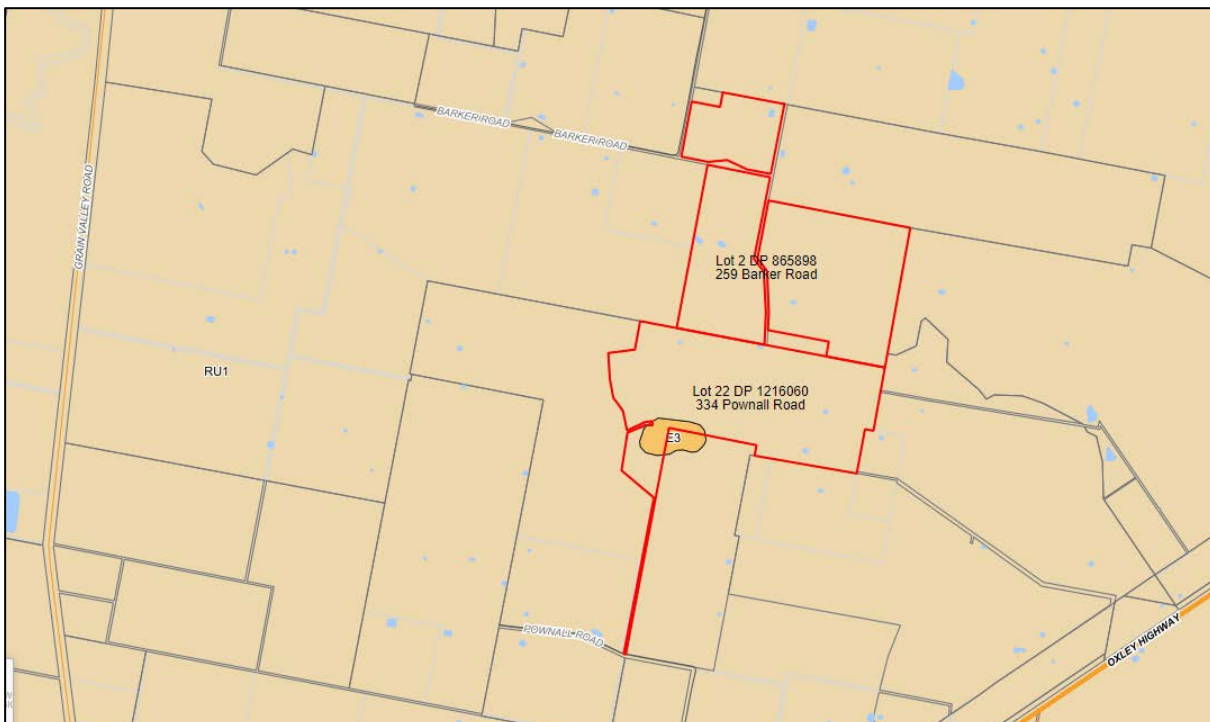 BARKER ROAD
BARKER ROAD
GRAIN VALLEY ROAD
Lot 2 DP 865898
259 Barker Road
RU1
Lot 22 DP 1216060
334 Pownall Road
E3
POWNALL ROAD
OXLEY HIGHWAY